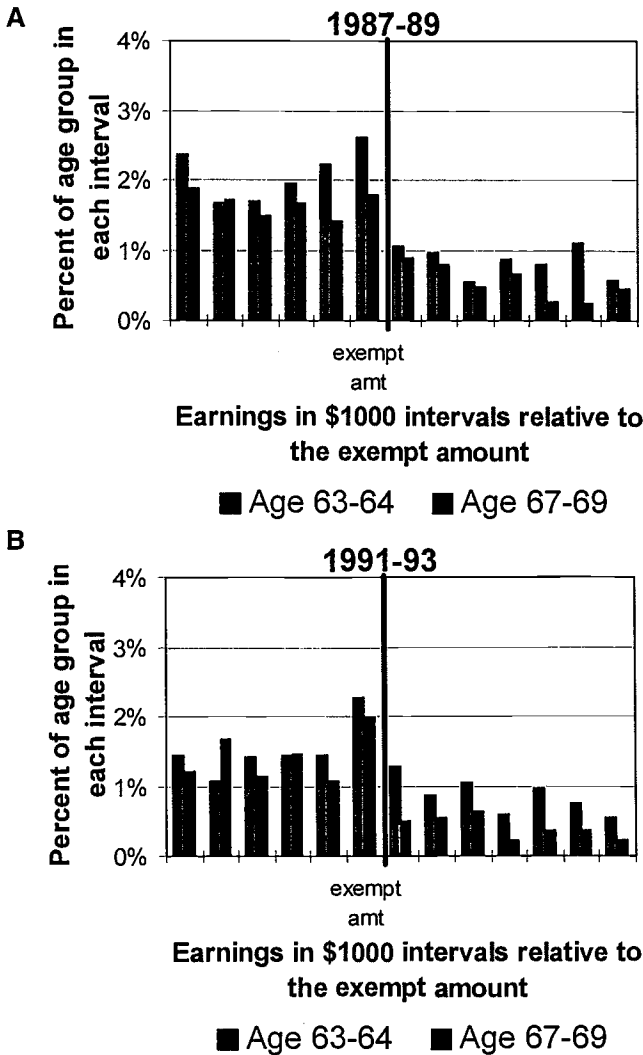 A
1987-89
4%
3%
2%
1%
0%
Percent of age group in
each interval
exempt
amt
Earnings in $1000 intervals relative to
the exempt amount
Age 63-64 Age 67-69
B
1991-93
4%
3%
2%
1%
0%
Percent of age group in
each interval
exempt
amt
Earnings in $1000 intervals relative to
the exempt amount
Age 63-64 Age 67-69